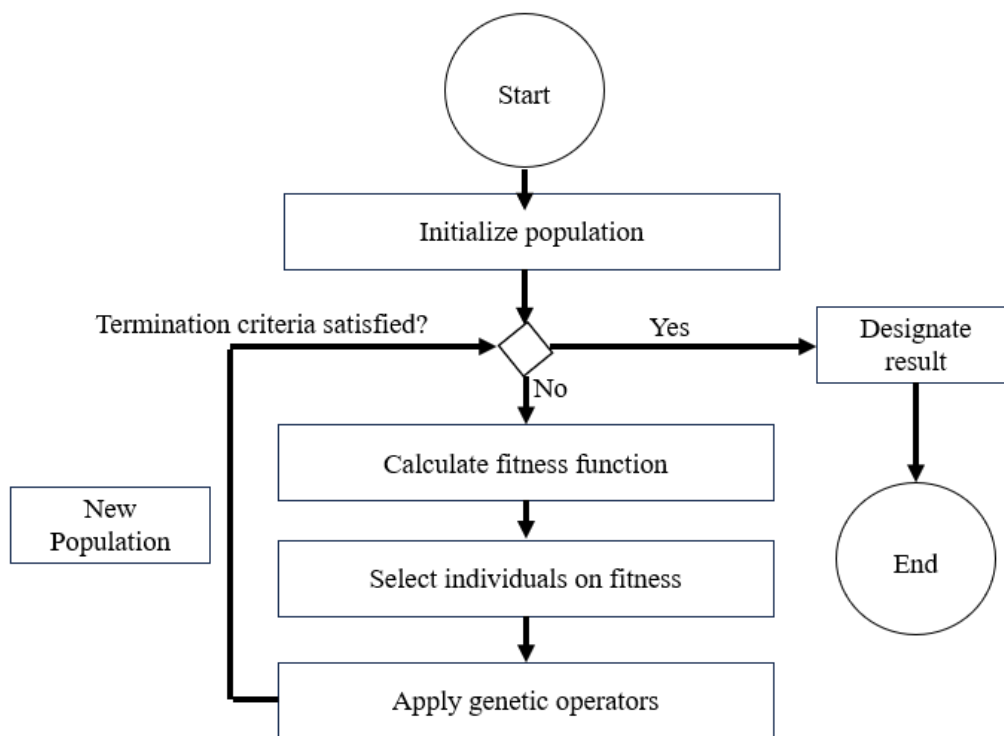 Start
Initialize population
Termination criteria satisfied?
Yes
Designate
result
No
Calculate fitness function
New
Population
Select individuals on fitness
End
Apply genetic operators